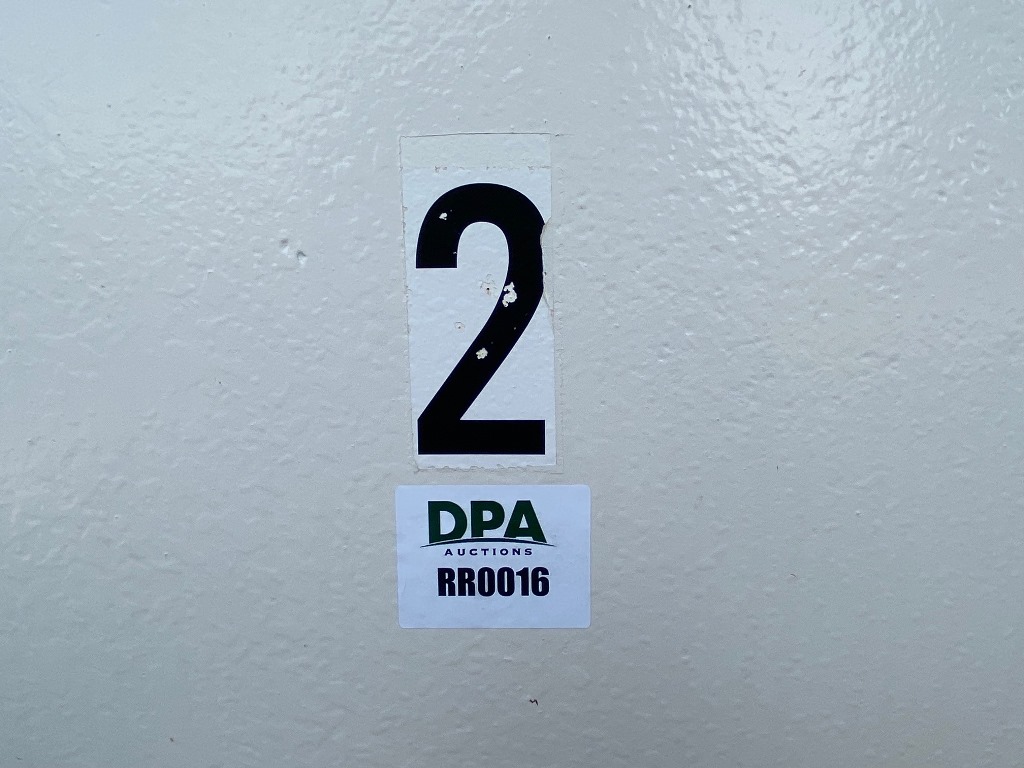 2
DPA
AUCTIONS
RR0016